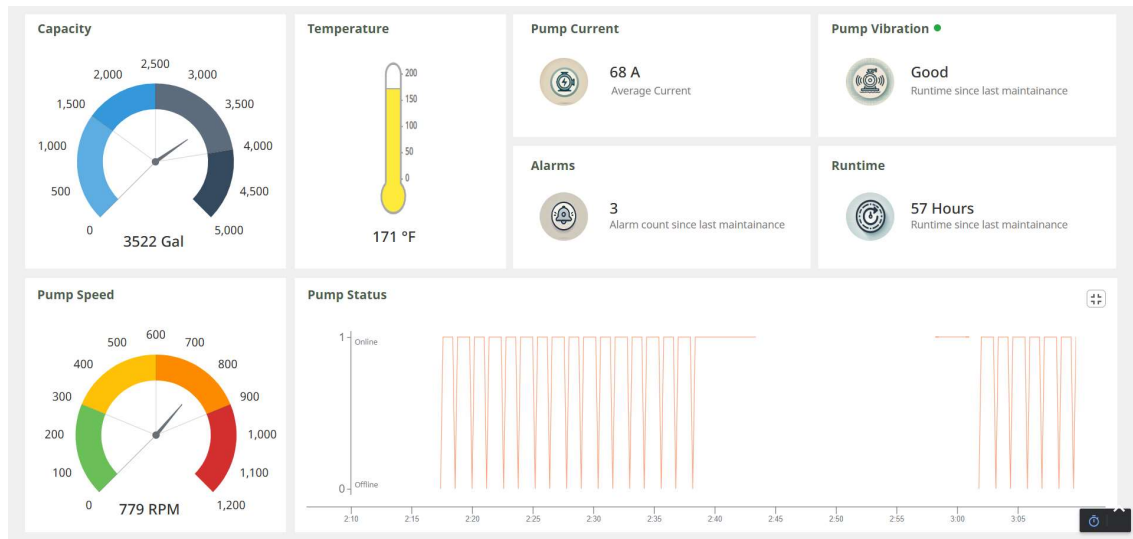 Capacity
0
500
1,000
1,500
2,000
2,500
3,000
3,500
4,000
4,500
5,000
3522 Gal
Temperature
200
150
100
50
0
171 °F
Pump Current
68 A
Average Current
Pump Vibration
Good
Runtime since last maintainance
Alarms
3
Alarm count since last maintainance
Runtime
57 Hours
Runtime since last maintainance
Pump Speed
0
100
200
300
400
500
600
700
800
900
1,000
1,100
1,200
779 RPM
Pump Status
1
Online
0
Offline
2:10 2:15 2:20 2:25 2:30 2:35 2:40 2:45 2:50 2:55 3:00 3:05